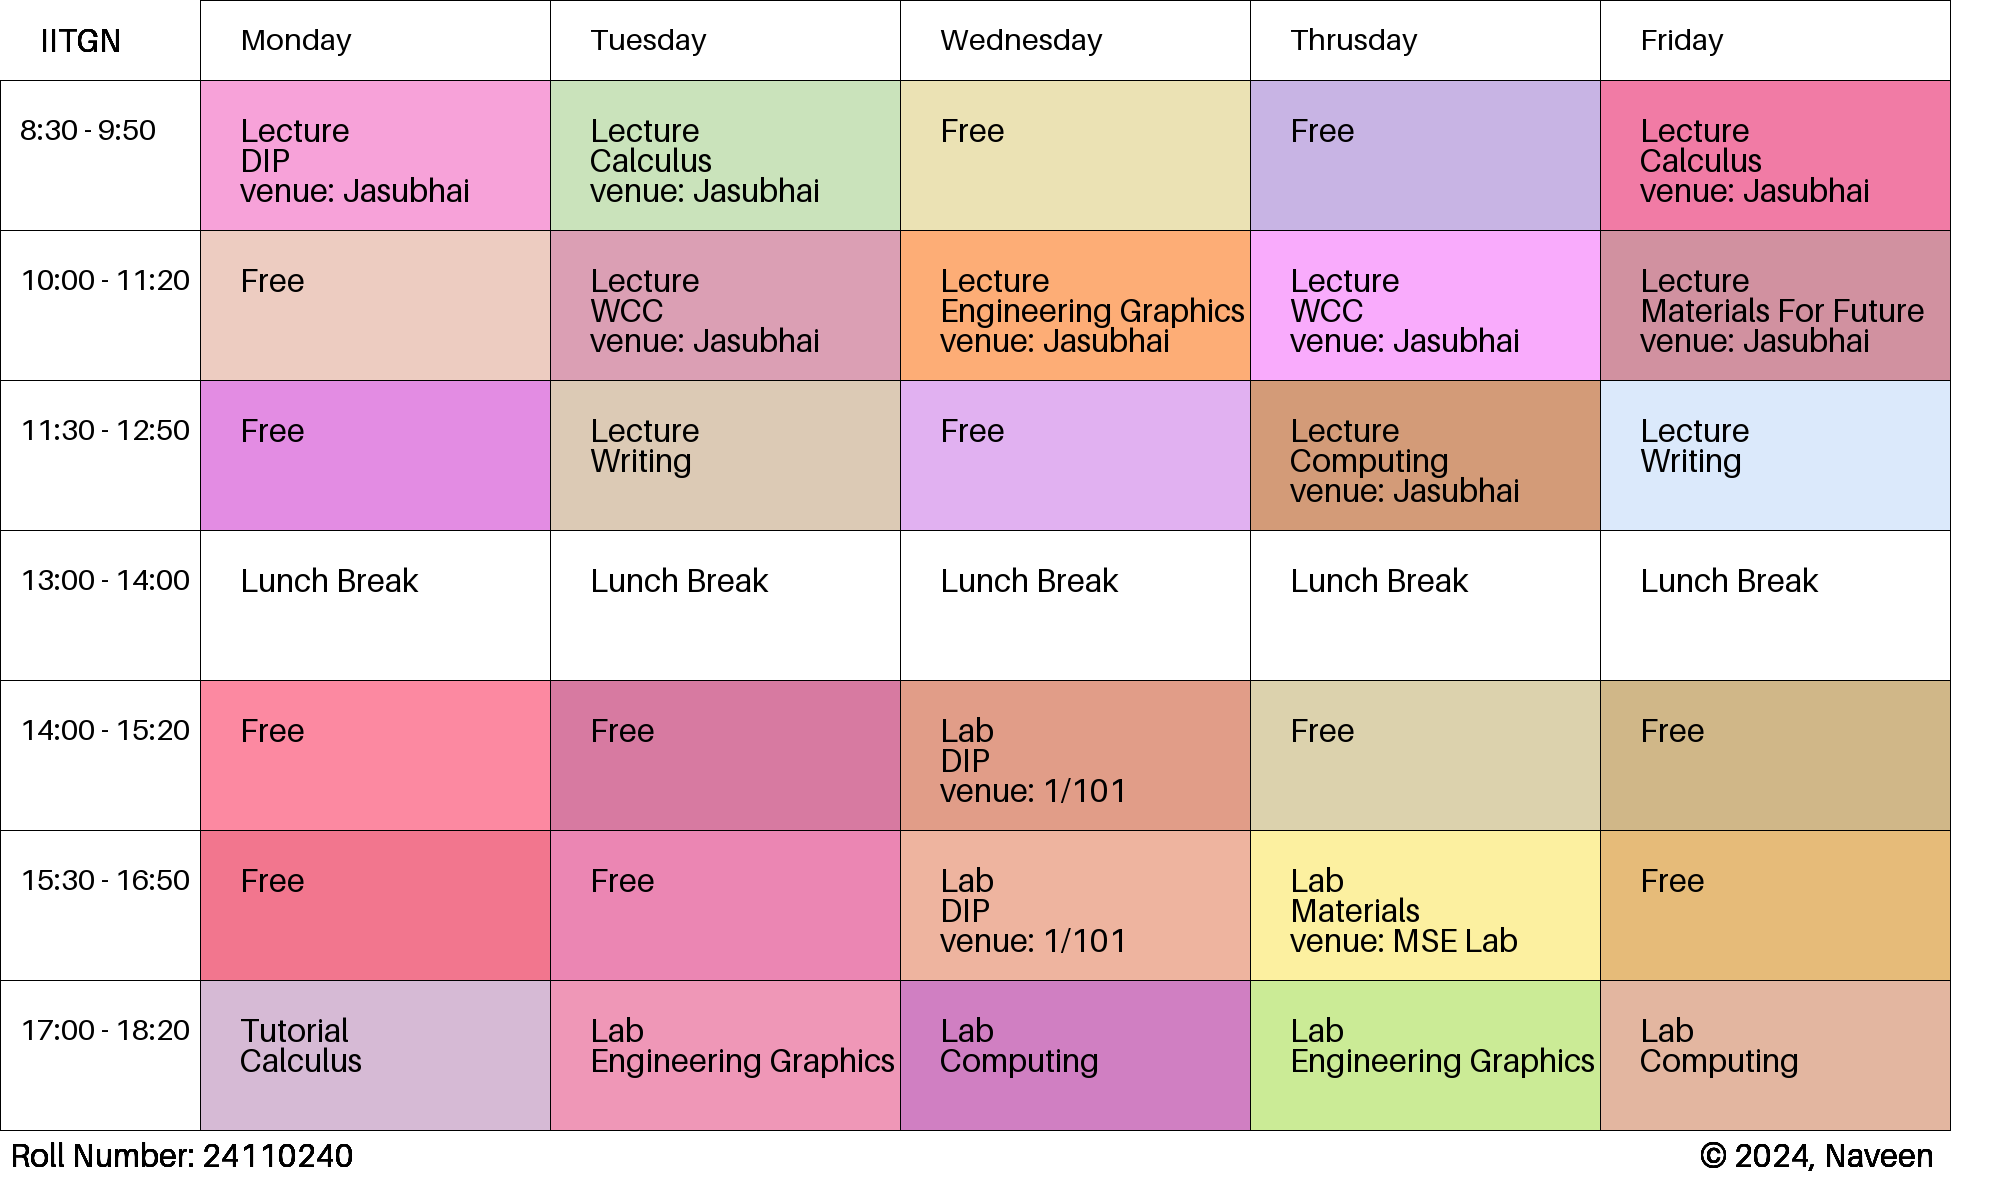 IITGN Monday Tuesday Wednesday Thrusday Friday
8:30 - 9:50
Lecture
DIP
venue: Jasubhai
Lecture
Calculus
venue: Jasubhai
Free
Free
Lecture
Calculus
venue: Jasubhai
10:00 - 11:20
Free
Lecture
WCC
venue: Jasubhai
Lecture
Engineering Graphics
venue: Jasubhai
Lecture
WCC
venue: Jasubhai
Lecture
Materials For Future
venue: Jasubhai
11:30 - 12:50
Free
Lecture
Writing
Free
Lecture
Computing
venue: Jasubhai
Lecture
Writing
13:00 - 14:00
Lunch Break
Lunch Break
Lunch Break
Lunch Break
Lunch Break
14:00 - 15:20
Free
Free
Lab
DIP
venue: 1/101
Free
Free
15:30 - 16:50
Free
Free
Lab
DIP
venue: 1/101
Lab
Materials
venue: MSE Lab
Free
17:00 - 18:20
Tutorial
Calculus
Lab
Engineering Graphics
Lab
Computing
Lab
Engineering Graphics
Lab
Computing
Roll Number: 24110240
© 2024, Naveen